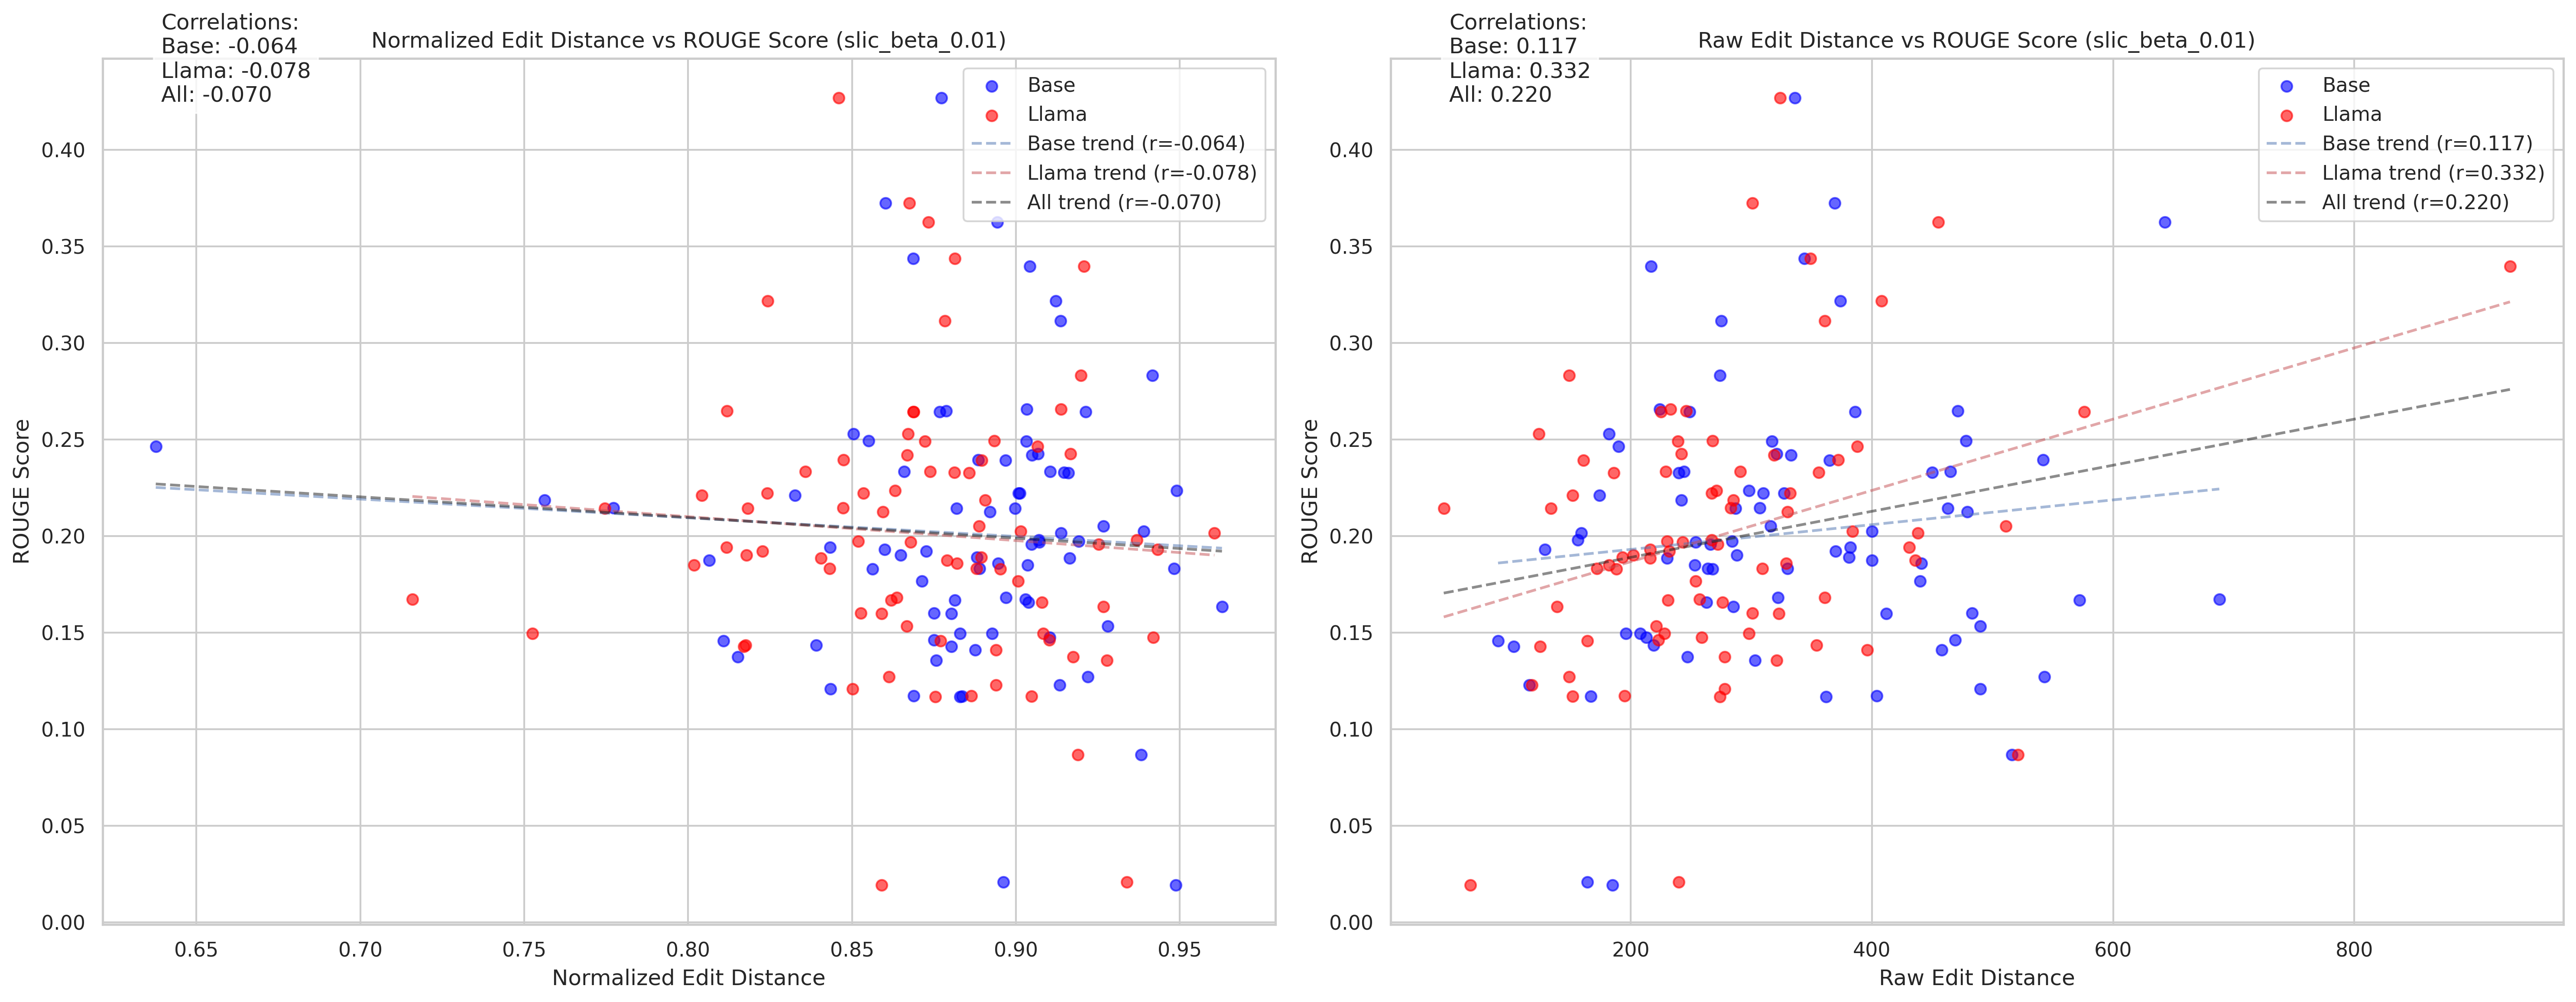 Correlations:
Base: -0.064
Llama: -0.078
All: -0.070
Normalized Edit Distance vs ROUGE Score (slic_beta_0.01)
Base
Llama
Base trend (r=-0.064)
Llama trend (r=-0.078)
All trend (r=-0.070)
ROUGE Score
0.40
0.35
0.30
0.25
0.20
0.15
0.10
0.05
0.00
0.65 0.70 0.75 0.80 0.85 0.90 0.95
Normalized Edit Distance
Correlations:
Base: 0.117
Llama: 0.332
All: 0.220
Raw Edit Distance vs ROUGE Score (slic_beta_0.01)
Base
Llama
Base trend (r=0.117)
Llama trend (r=0.332)
All trend (r=0.220)
ROUGE Score
0.40
0.35
0.30
0.25
0.20
0.15
0.10
0.05
0.00
200 400 600 800
Raw Edit Distance